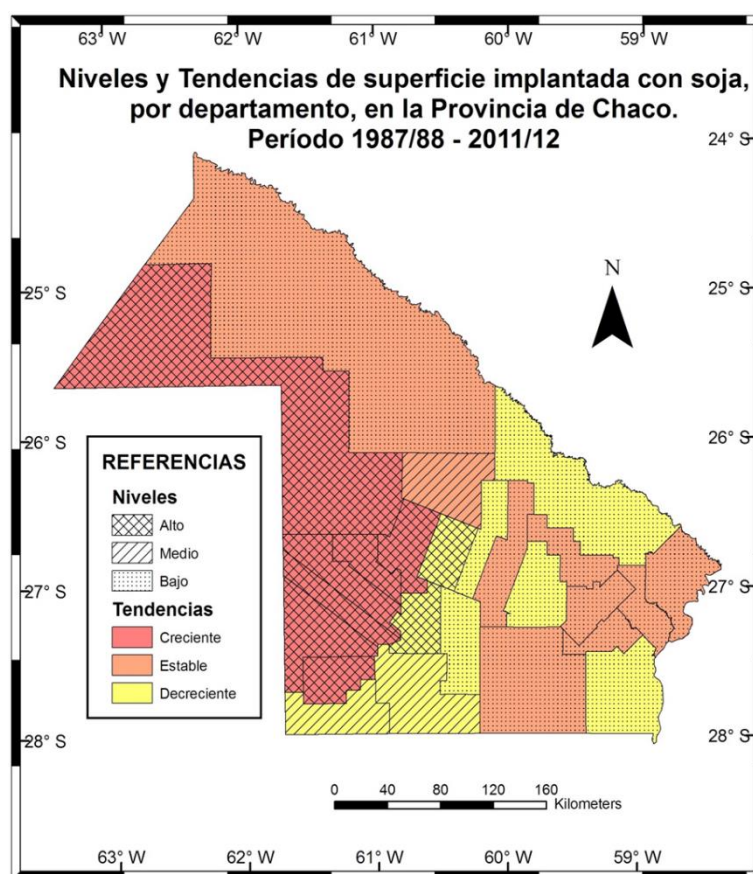 63° W 62° W 61° W 60° W 59° W
Niveles y Tendencias de superficie implantada con soja,
por departamento, en la Provincia de Chaco.
Período 1987/88 - 2011/12
24° S
N
25° S 25° S
26° S 26° S
REFERENCIAS
Niveles
Alto
Medio
Bajo
27° S 27° S
Tendencias
Creciente
Estable
Decreciente
28° S 28° S
0 40 80 120 160
Kilometers
63° W 62° W 61° W 60° W 59° W